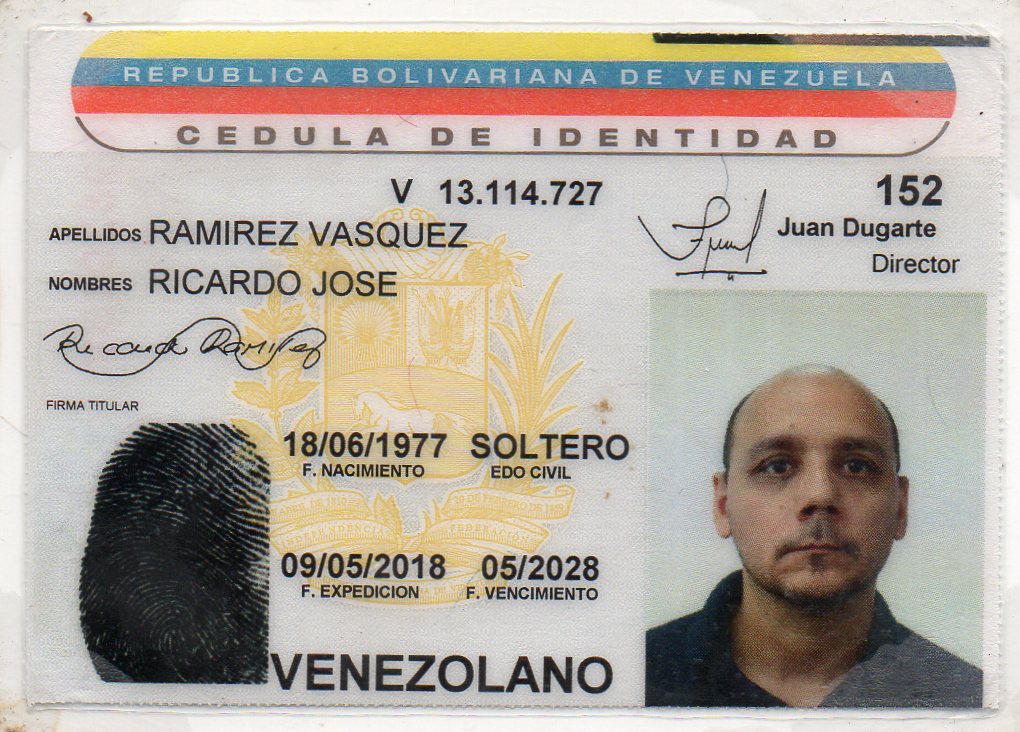 REPUBLICA BOLIVARIANA DE VENEZUELA
CEDULA DE IDENTIDAD
V 13.114.727
152
APELLIDOS RAMIREZ VASQUEZ
Juan Dugarte
NOMBRES RICARDO JOSE
Director
Ricardo Ramirez
FIRMA TITULAR
18/06/1977 SOLTERO
F. NACIMIENTO EDO CIVIL
INDEPENDENCIA FEDERACION
09/05/2018 05/2028
F. EXPEDICION F. VENCIMIENTO
VENEZOLANO